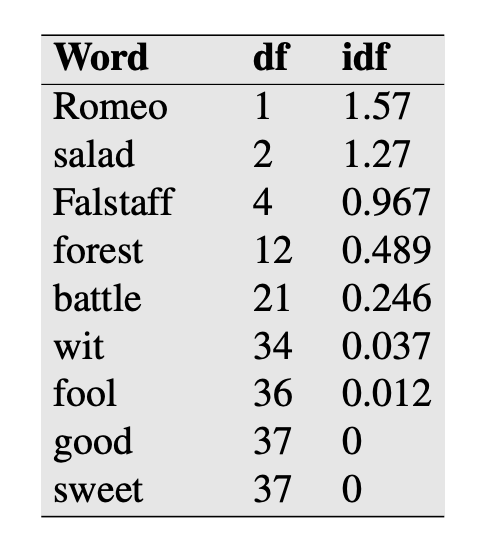 Word df idf
Romeo 1 1.57
salad 2 1.27
Falstaff 4 0.967
forest 12 0.489
battle 21 0.246
wit 34 0.037
fool 36 0.012
good 37 0
sweet 37 0